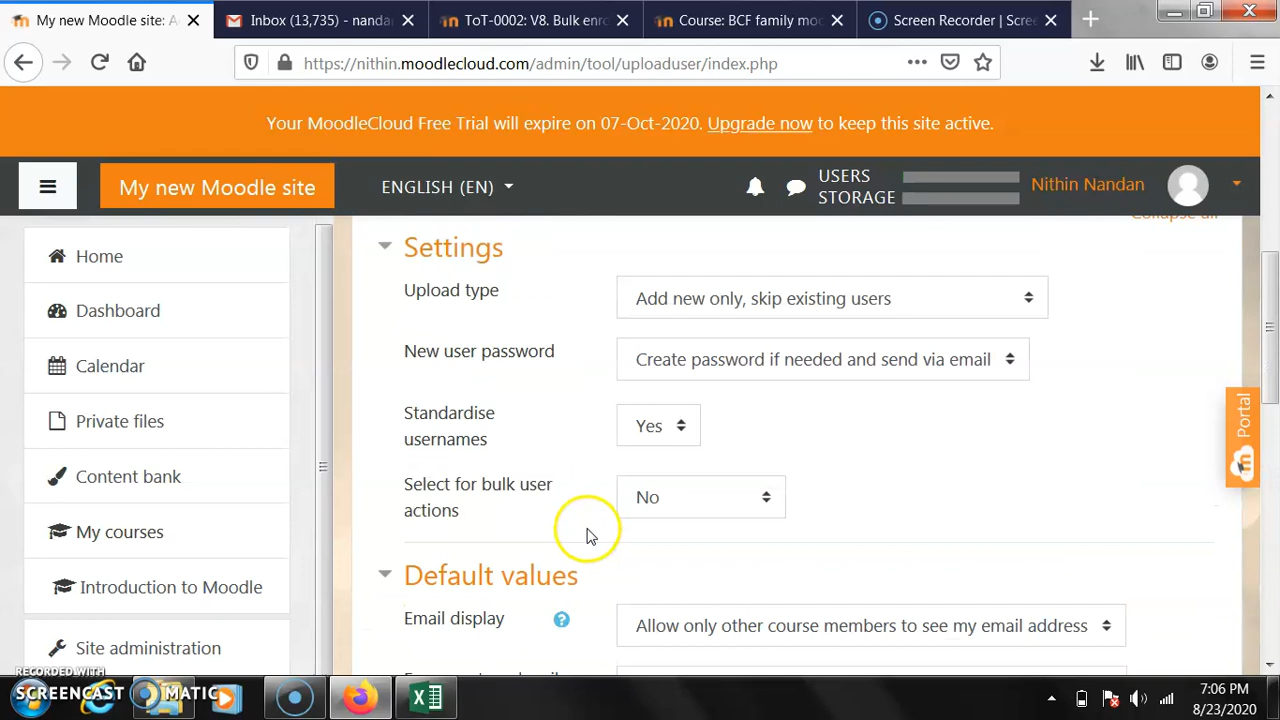 My new Moodle site: A
Inbox (13,735) - nandan
ToT-0002: V8. Bulk enro
Course: BCF family mo
Screen Recorder | Scre
https://nithin.moodlecloud.com/admin/tool/uploaduser/index.php
Your MoodleCloud Free Trial will expire on 07-Oct-2020. Upgrade now to keep this site active.
My new Moodle site
ENGLISH (EN)
USERS
STORAGE
Nithin Nandan
Collapse all
Home
Dashboard
Calendar
Private files
Content bank
My courses
Introduction to Moodle
Site administration
Settings
Upload type
Add new only, skip existing users
New user password
Create password if needed and send via email
Standardise
usernames
Yes
Select for bulk user
actions
No
Default values
Email display
Allow only other course members to see my email address
Portal
RECORDED WITH
SCREENCAST MATIC
7:06 PM
8/23/2020